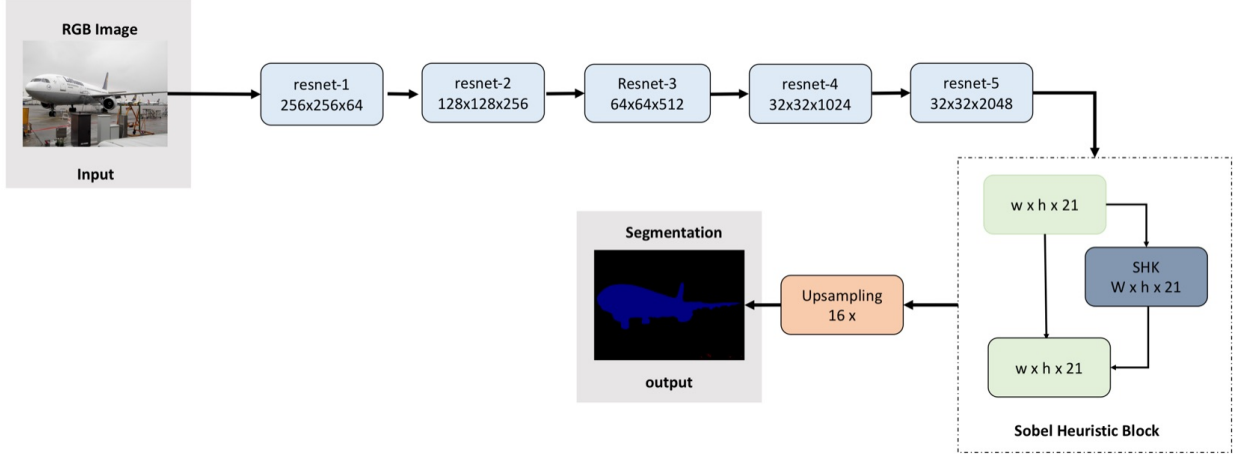 RGB Image
Input
resnet-1
256x256x64
resnet-2
128x128x256
Resnet-3
64x64x512
resnet-4
32x32x1024
resnet-5
32x32x2048
w x h x 21
SHK
W x h x 21
w x h x 21
Sobel Heuristic Block
Upsampling
16 x
Segmentation
output